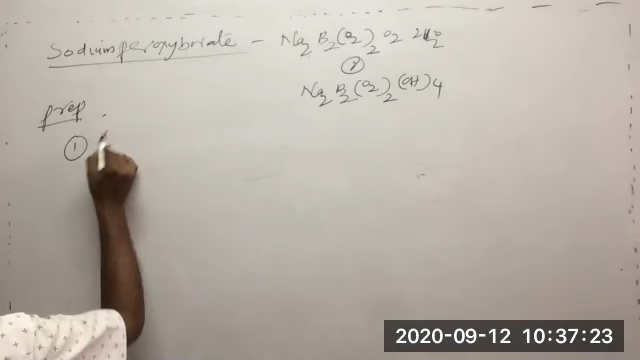 Sodiumperoxyborate - Na₂B₂(O₂)₂O₂ 2H₂O
(or)
Na₂B₂(O₂)₂(OH)4
prep.
①
2020-09-12 10:37:23